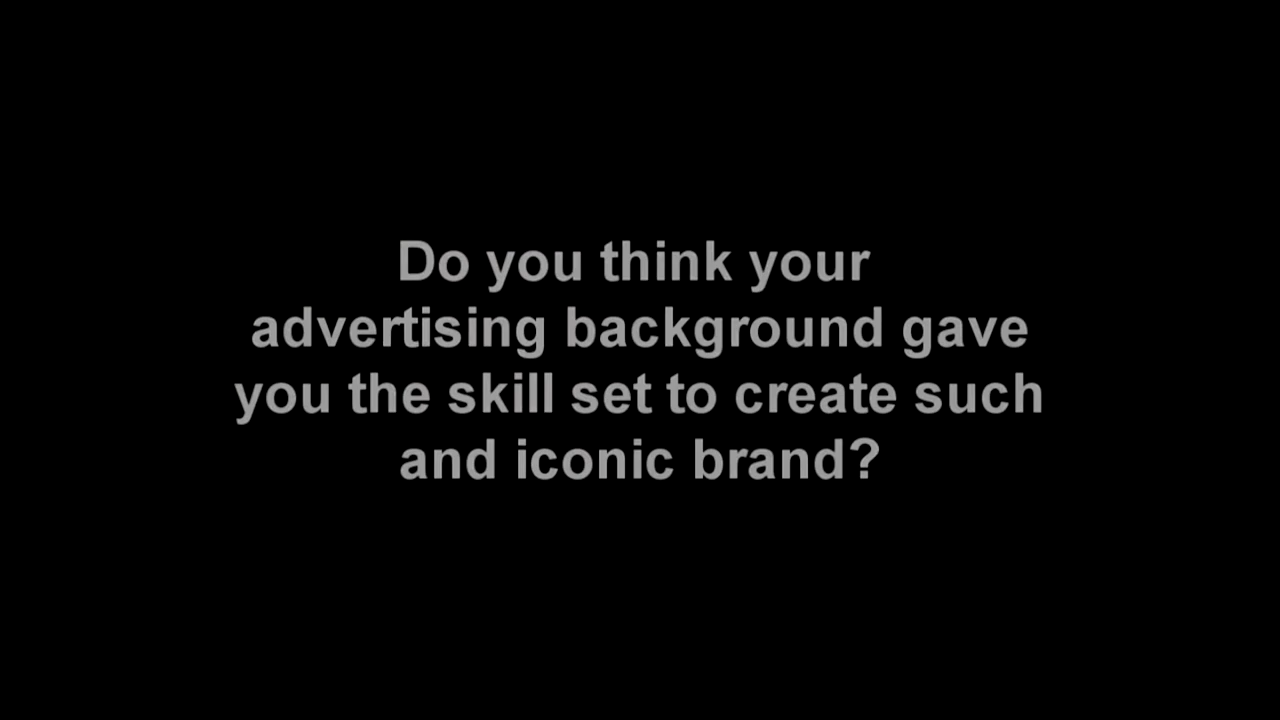 Do you think your
advertising background gave
you the skill set to create such
and iconic brand?